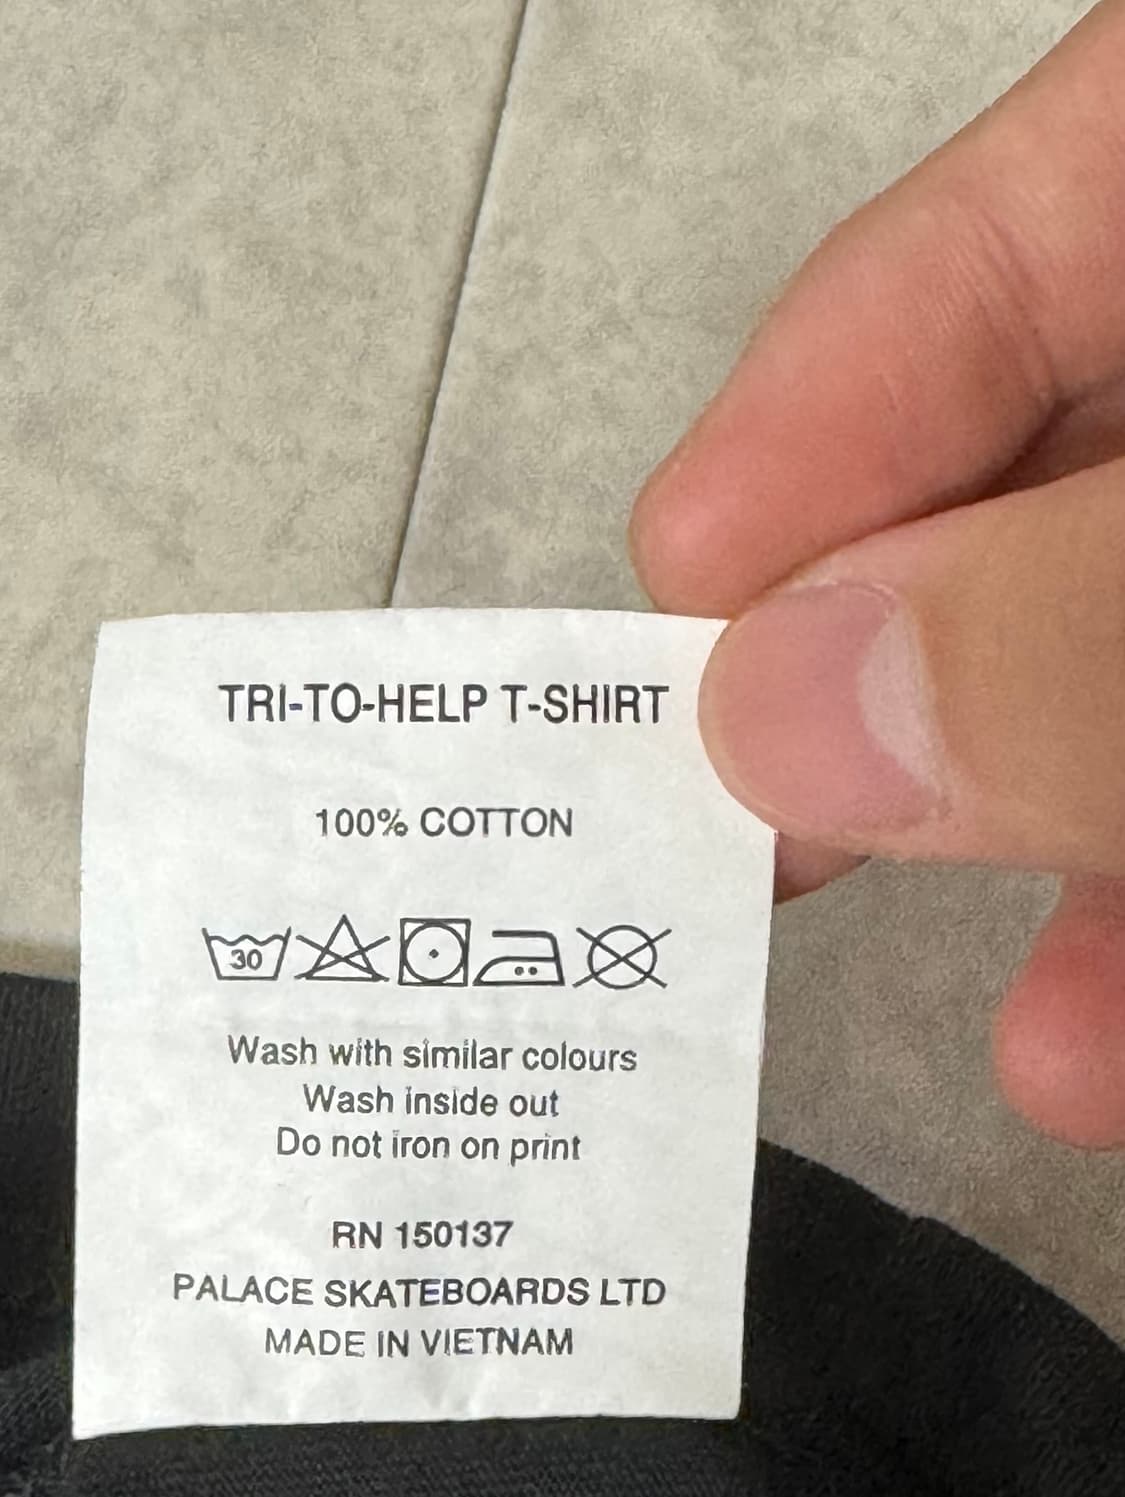 TRI-TO-HELP T-SHIRT
100% COTTON
30
Wash with similar colours
Wash inside out
Do not iron on print
RN 150137
PALACE SKATEBOARDS LTD
MADE IN VIETNAM